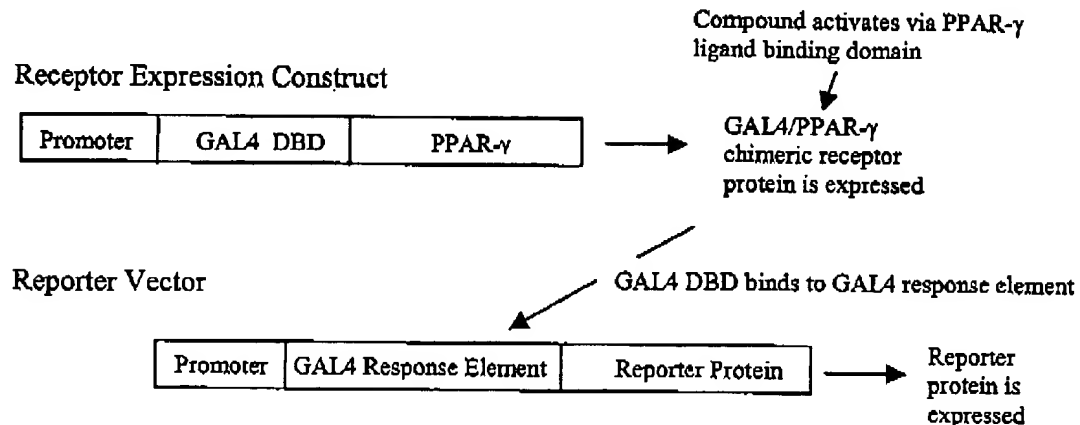 Compound activates via PPAR-γ
ligand binding domain
Receptor Expression Construct
Promoter
GAL4 DBD
PPAR-γ
GAL4/PPAR-γ
chimeric receptor
protein is expressed
Reporter Vector
GAL4 DBD binds to GAL4 response element
Promoter
GAL4 Response Element
Reporter Protein
Reporter
protein is
expressed